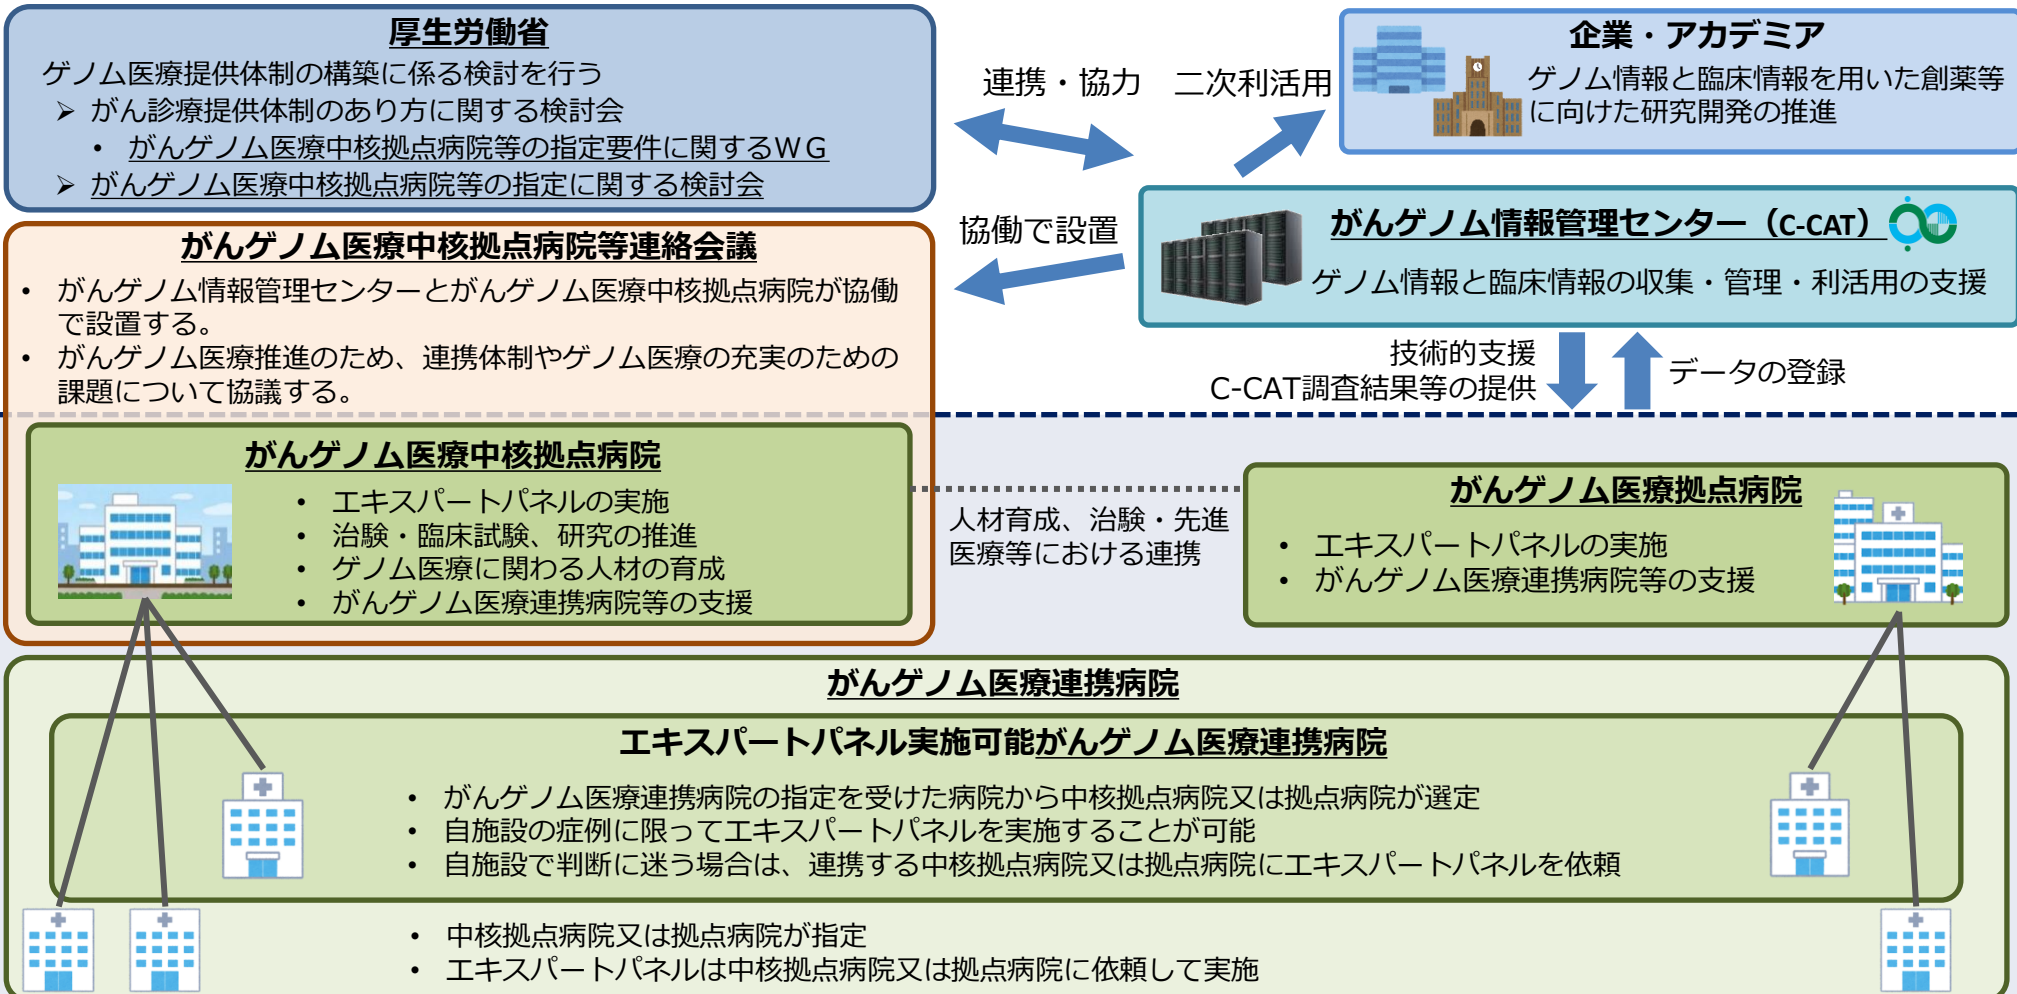 厚生労働省
ゲノム医療提供体制の構築に係る検討を行う
➢ がん診療提供体制のあり方に関する検討会
• がんゲノム医療中核拠点病院等の指定要件に関するＷＧ
➢ がんゲノム医療中核拠点病院等の指定に関する検討会
連携・協力
二次利活用
企業・アカデミア
ゲノム情報と臨床情報を用いた創薬等
に向けた研究開発の推進
協働で設置
がんゲノム情報管理センター（C-CAT）
ゲノム情報と臨床情報の収集・管理・利活用の支援
がんゲノム医療中核拠点病院等連絡会議
• がんゲノム情報管理センターとがんゲノム医療中核拠点病院が協働
で設置する。
• がんゲノム医療推進のため、連携体制やゲノム医療の充実のための
課題について協議する。
技術的支援
C-CAT調査結果等の提供
データの登録
がんゲノム医療中核拠点病院
• エキスパートパネルの実施
• 治験・臨床試験、研究の推進
• ゲノム医療に関わる人材の育成
• がんゲノム医療連携病院等の支援
人材育成、治験・先進
医療等における連携
がんゲノム医療拠点病院
• エキスパートパネルの実施
• がんゲノム医療連携病院等の支援
がんゲノム医療連携病院
エキスパートパネル実施可能がんゲノム医療連携病院
• がんゲノム医療連携病院の指定を受けた病院から中核拠点病院又は拠点病院が選定
• 自施設の症例に限ってエキスパートパネルを実施することが可能
• 自施設で判断に迷う場合は、連携する中核拠点病院又は拠点病院にエキスパートパネルを依頼
• 中核拠点病院又は拠点病院が指定
• エキスパートパネルは中核拠点病院又は拠点病院に依頼して実施